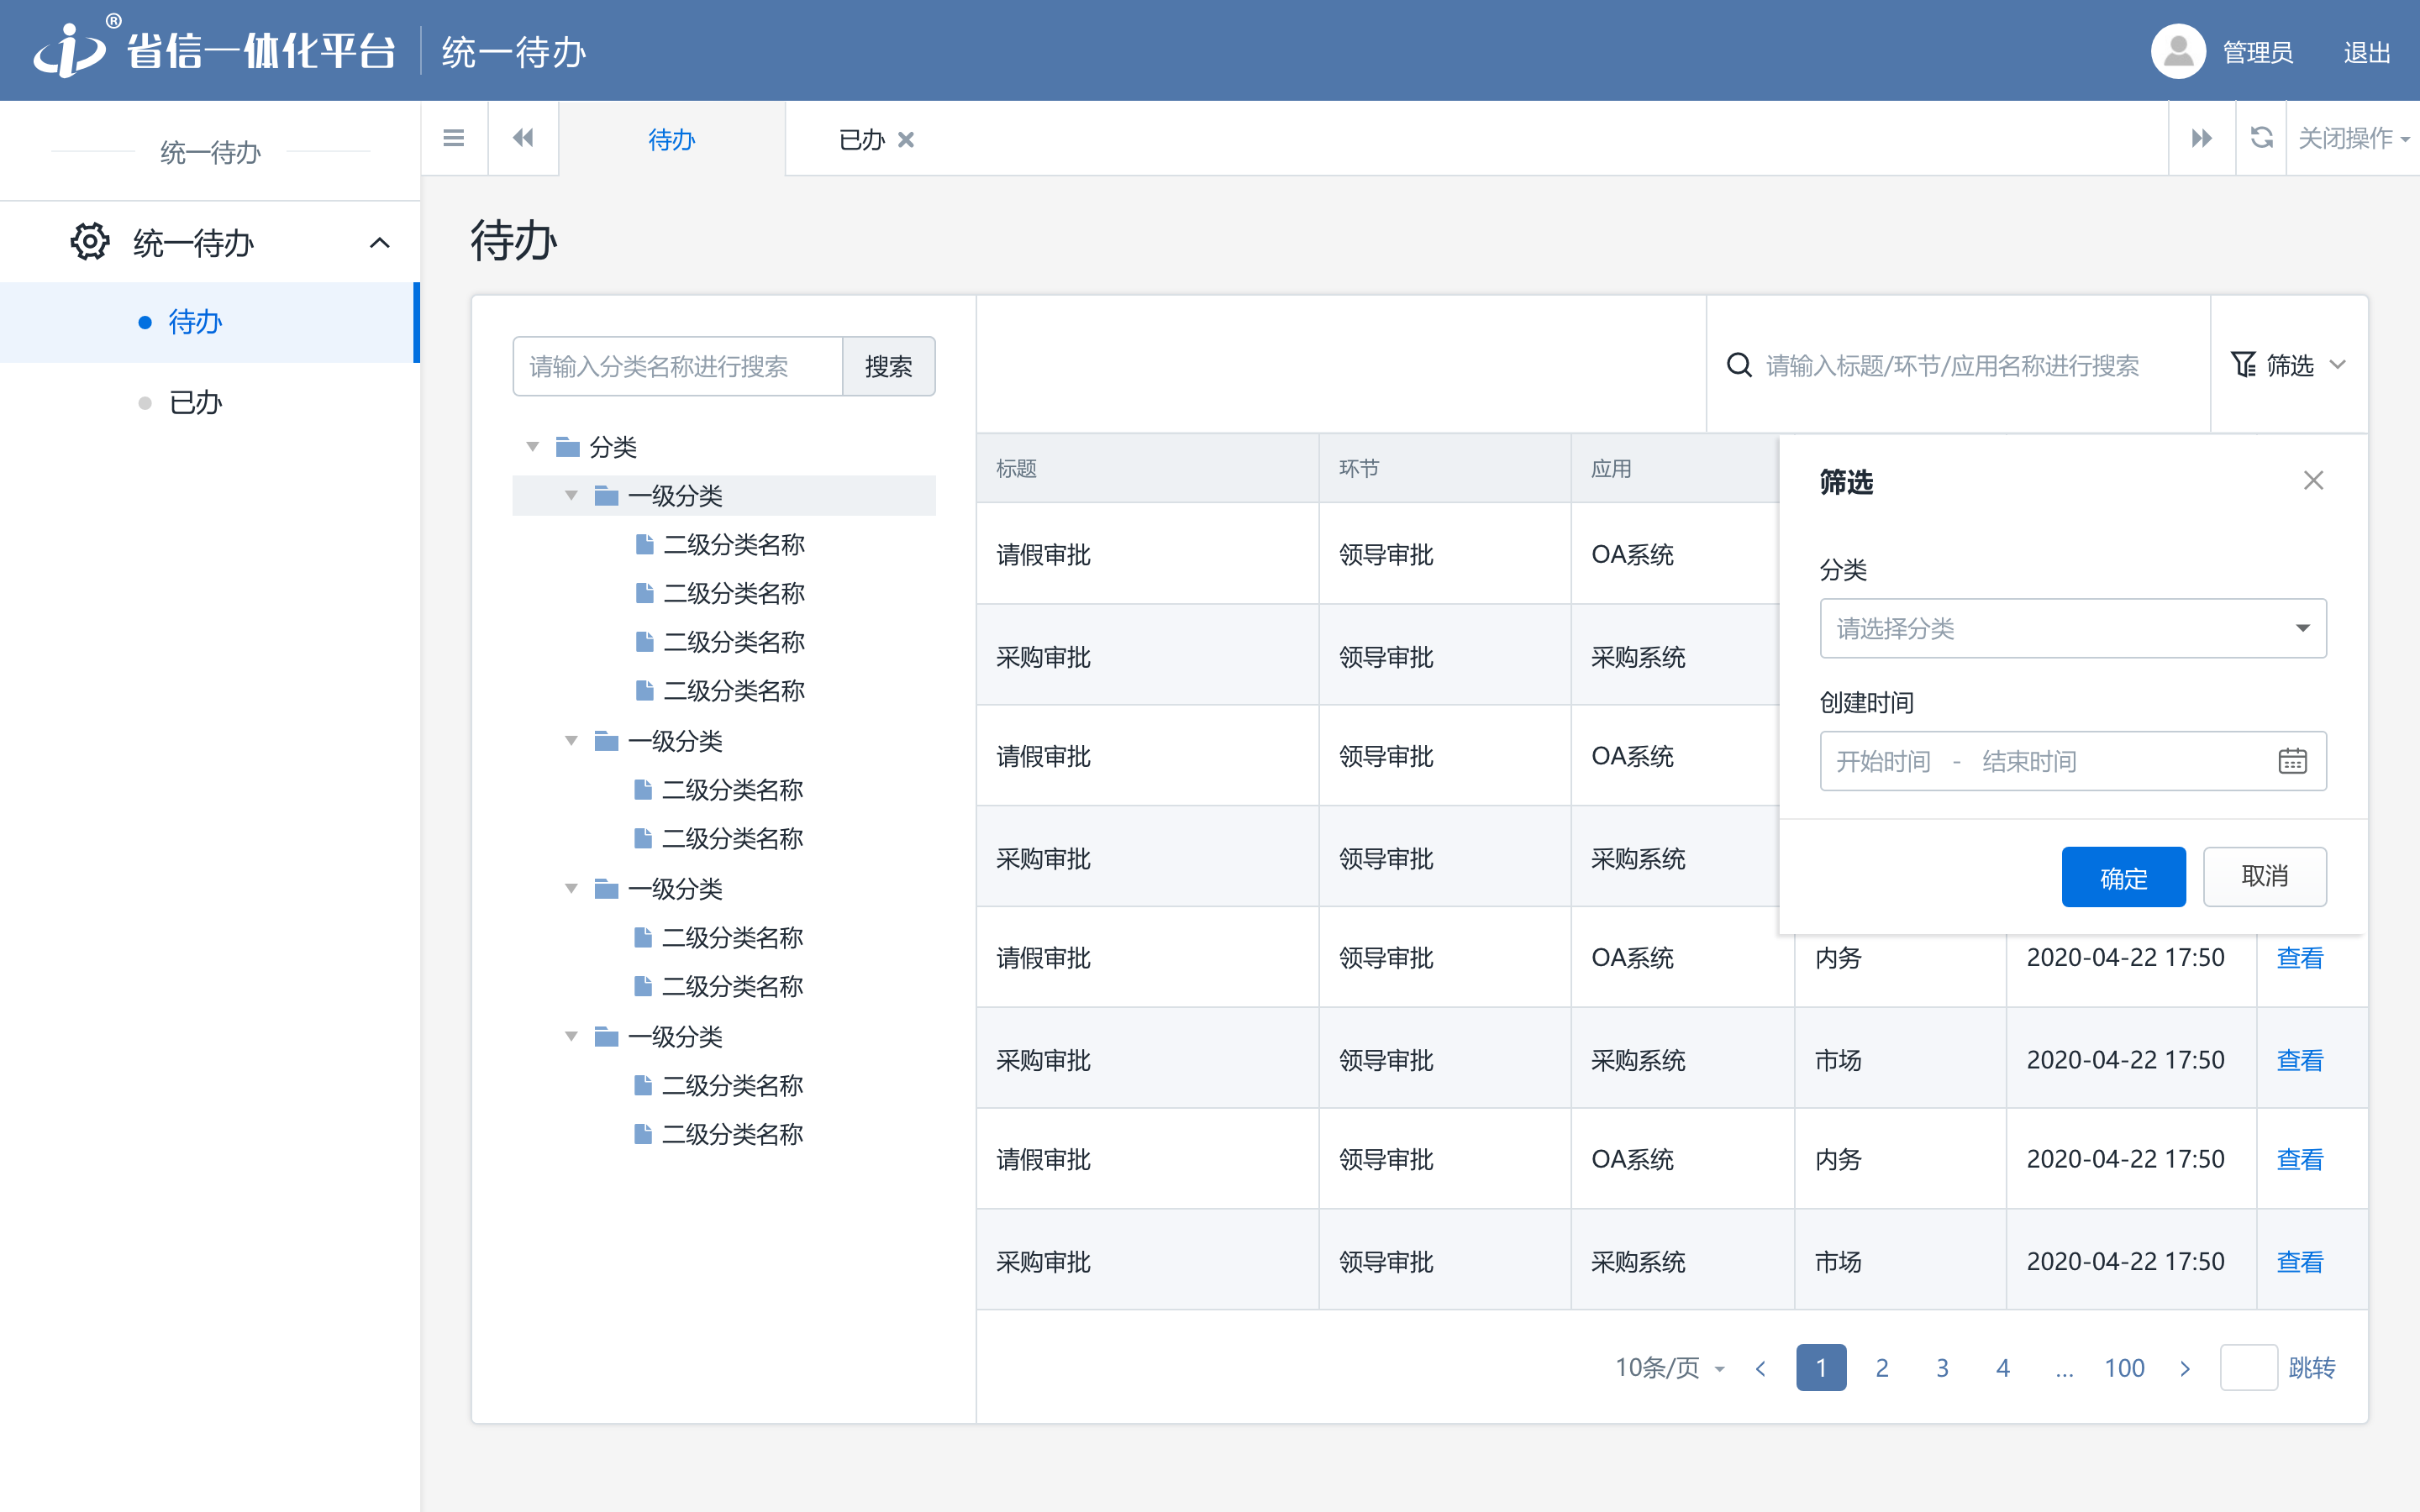 省信一体化平台® 统一待办 管理员 退出
统一待办
待办 已办 关闭操作
统一待办
待办
已办
待办
请输入分类名称进行搜索 搜索
分类
一级分类
二级分类名称
二级分类名称
二级分类名称
二级分类名称
一级分类
二级分类名称
二级分类名称
一级分类
二级分类名称
二级分类名称
一级分类
二级分类名称
二级分类名称
请输入标题/环节/应用名称进行搜索 筛选
标题 环节 应用
请假审批 领导审批 OA系统
采购审批 领导审批 采购系统
请假审批 领导审批 OA系统
采购审批 领导审批 采购系统
请假审批 领导审批 OA系统 内务 2020-04-22 17:50 查看
采购审批 领导审批 采购系统 市场 2020-04-22 17:50 查看
请假审批 领导审批 OA系统 内务 2020-04-22 17:50 查看
采购审批 领导审批 采购系统 市场 2020-04-22 17:50 查看
筛选
分类
请选择分类
创建时间
开始时间 - 结束时间
确定 取消
10条/页 1 2 3 4 ... 100 跳转